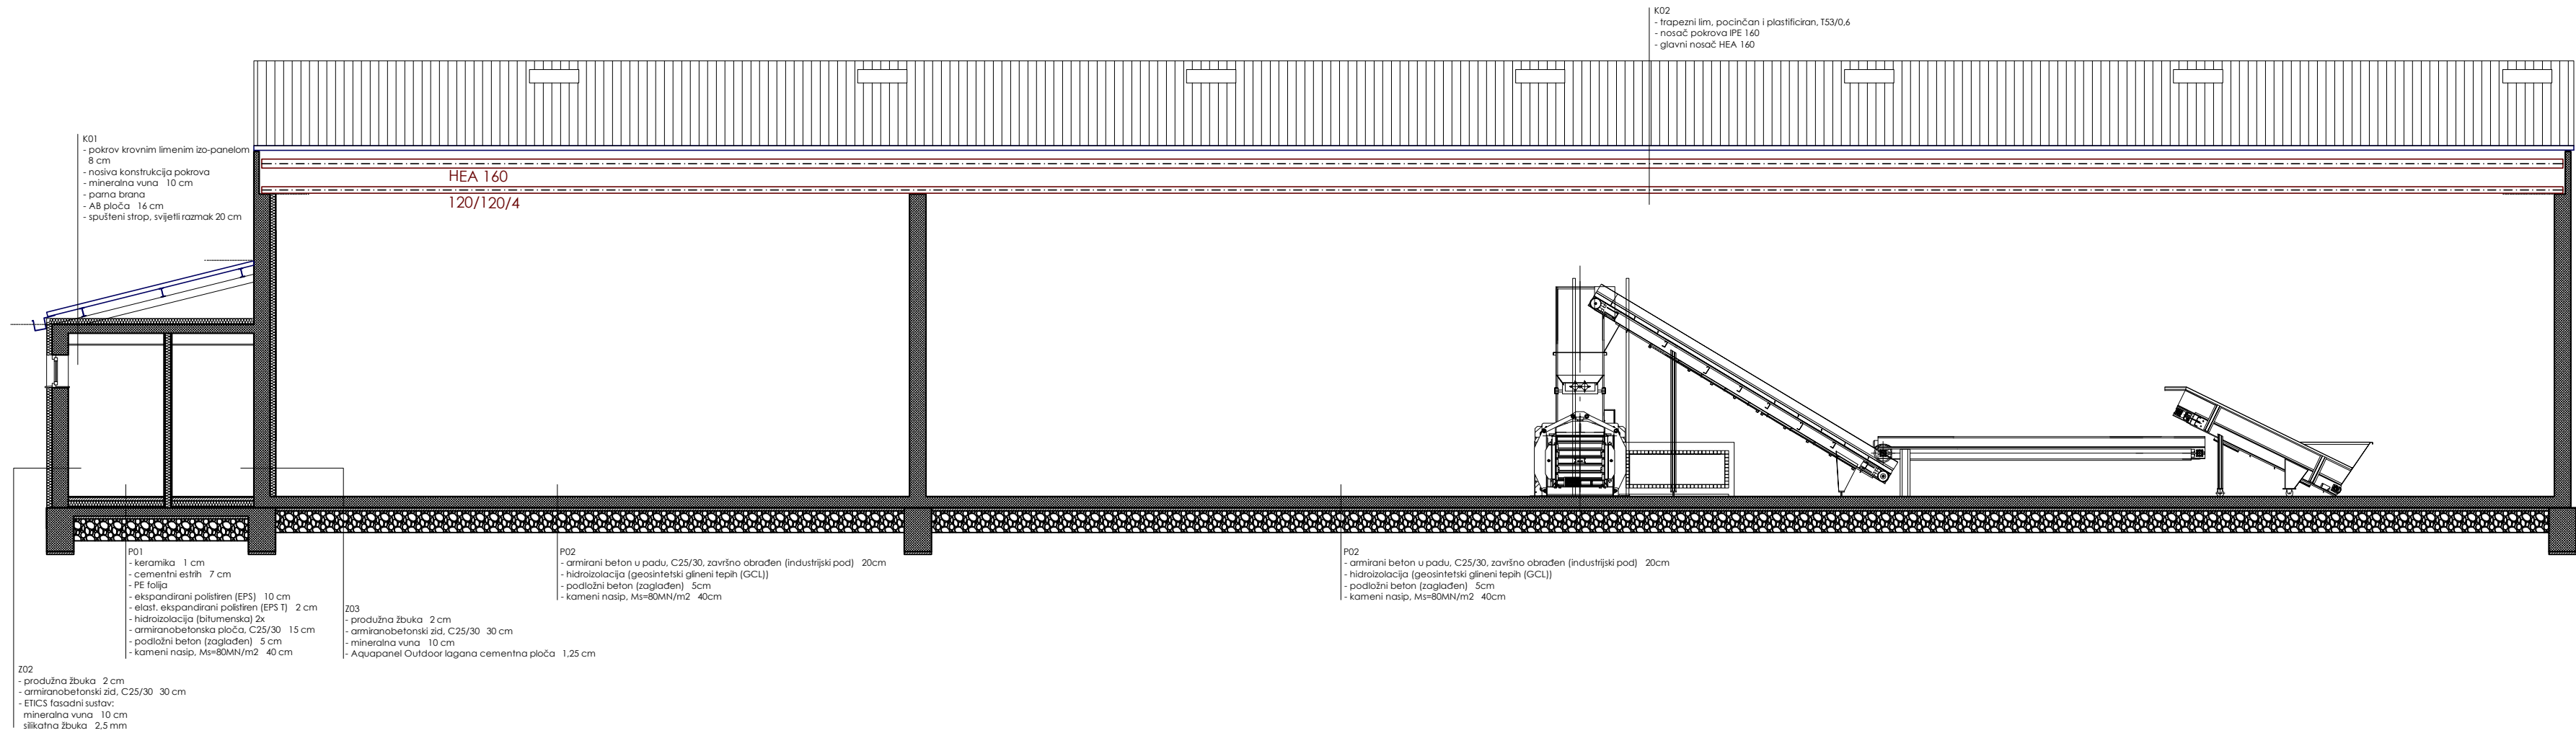 K02
- trapezni lim, pocinčan i plastificiran, T53/0,6
- nosač pokrova IPE 160
- glavni nosač HEA 160
K01
- pokrov krovnim limenim izo-panelom
8 cm
- nosiva konstrukcija pokrova
- mineralna vuna 10 cm
- parna brana
- AB ploča 16 cm
- spušteni strop, svijetli razmak 20 cm
HEA 160
120/120/4
P01
- keramika 1 cm
- cementni estrih 7 cm
- PE folija
- ekspandirani polistiren (EPS) 10 cm
- elast. ekspandirani polistiren (EPS T) 2 cm
- hidroizolacija (bitumenska) 2x
- armiranobetonska ploča, C25/30 15 cm
- podložni beton (zaglađen) 5 cm
- kameni nasip, Ms=80MN/m2 40 cm
Z03
- produžna žbuka 2 cm
- armiranobetonski zid, C25/30 30 cm
- mineralna vuna 10 cm
- Aquapanel Outdoor lagana cementna ploča 1,25 cm
P02
- armirani beton u padu, C25/30, završno obrađen (industrijski pod) 20cm
- hidroizolacija (geosintetski glineni tepih (GCL))
- podložni beton (zaglađen) 5cm
- kameni nasip, Ms=80MN/m2 40cm
P02
- armirani beton u padu, C25/30, završno obrađen (industrijski pod) 20cm
- hidroizolacija (geosintetski glineni tepih (GCL))
- podložni beton (zaglađen) 5cm
- kameni nasip, Ms=80MN/m2 40cm
Z02
- produžna žbuka 2 cm
- armiranobetonski zid, C25/30 30 cm
- ETICS fasadni sustav:
mineralna vuna 10 cm
silikatna žbuka 2,5 mm